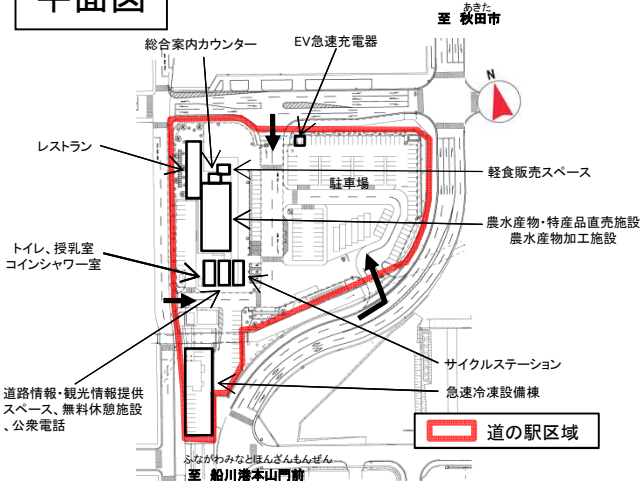 平面図
あきた
至 秋田市
総合案内カウンター
EV急速充電器
N
レストラン
軽食販売スペース
駐車場
農水産物・特産品直売施設
農水産物加工施設
トイレ、授乳室
コインシャワー室
サイクルステーション
道路情報・観光情報提供
スペース、無料休憩施設
、公衆電話
急速冷凍設備棟
道の駅区域
ふながわみなとほんざんもんぜん
至 船川港本山門前